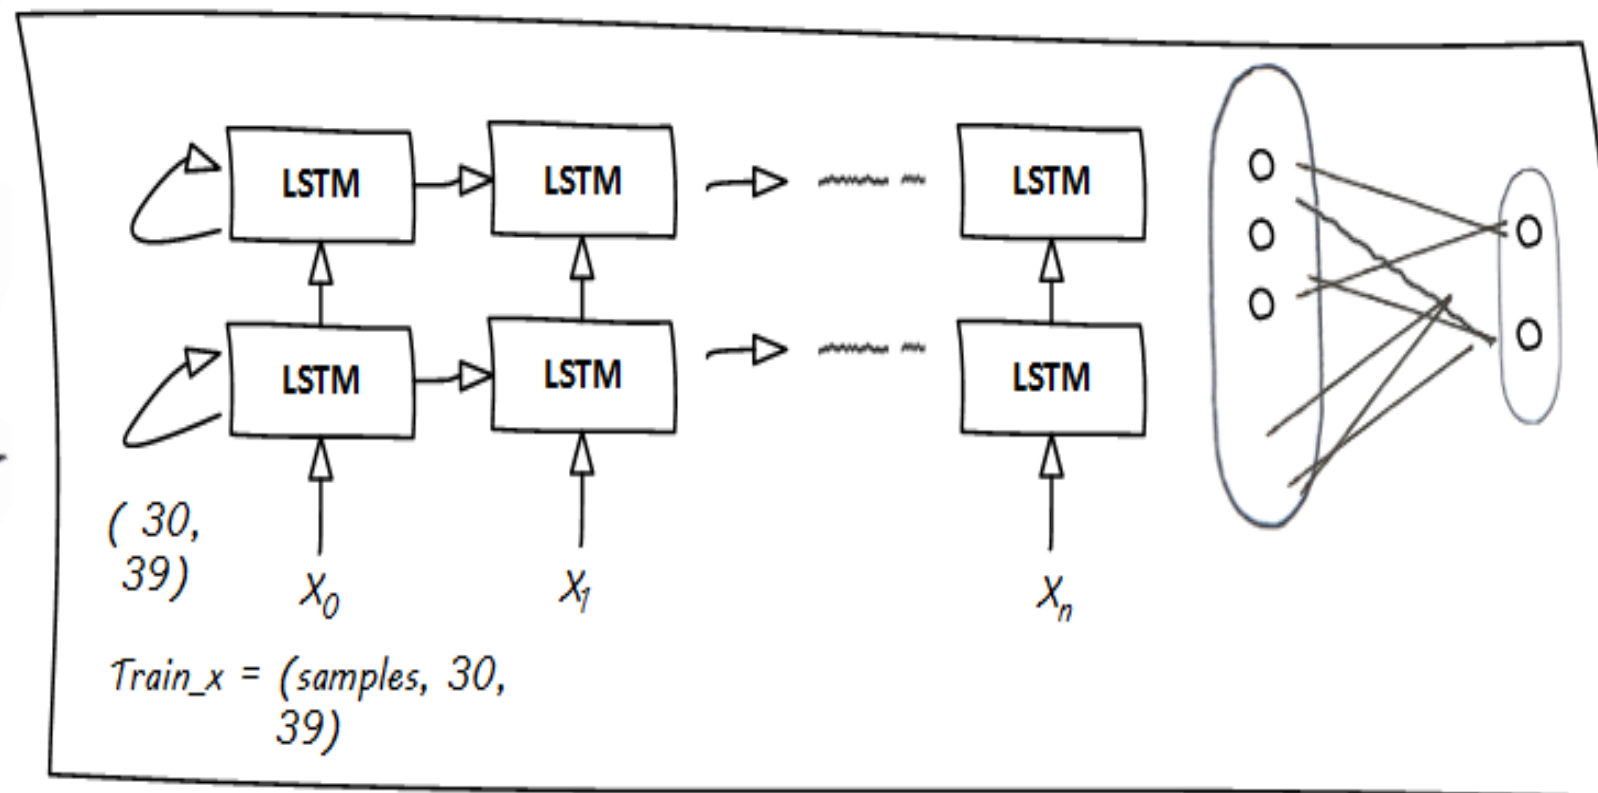 LSTM LSTM LSTM
LSTM LSTM LSTM
( 30,
39)
X0 X1 Xn
Train_x = (samples, 30,
39)